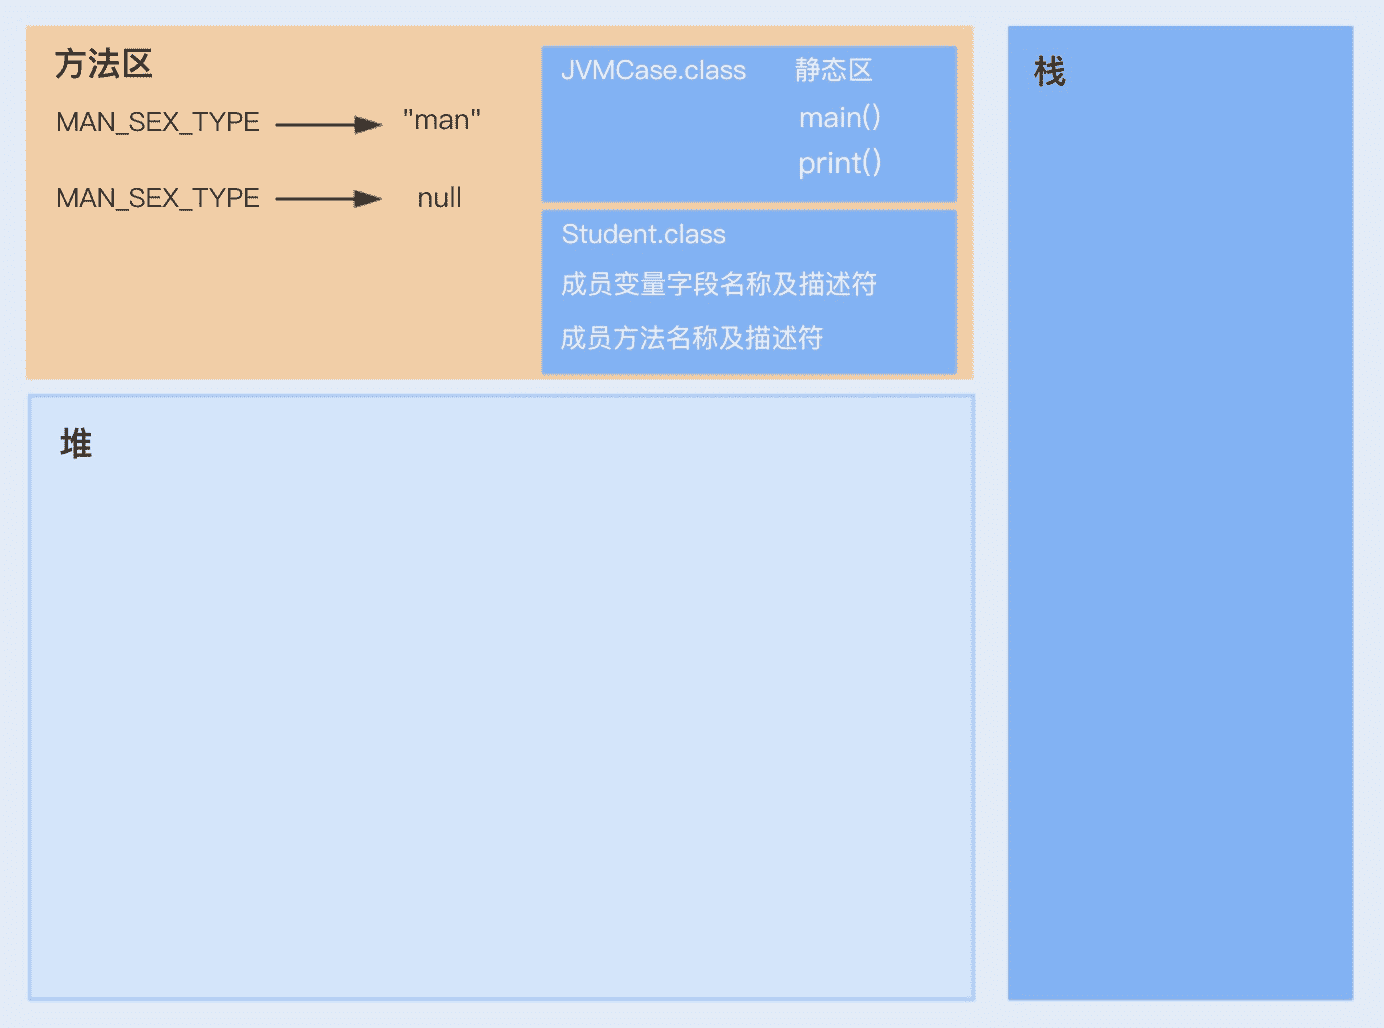 方法区
MAN_SEX_TYPE "man"
MAN_SEX_TYPE null
JVMCase.class 静态区
main()
print()
Student.class
成员变量字段名称及描述符
成员方法名称及描述符
堆
栈